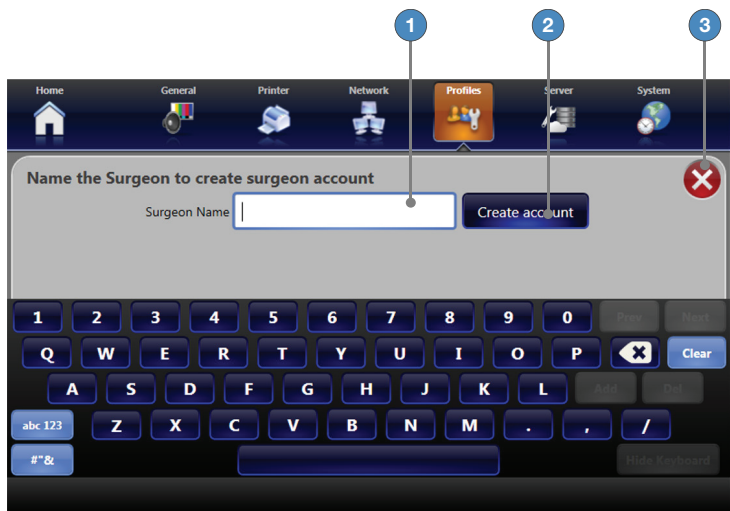 1 2 3
Home General Printer Network Profiles Server System
Name the Surgeon to create surgeon account
Surgeon Name Create account
1 2 3 4 5 6 7 8 9 0 Prev Next
Q W E R T Y U I O P Clear
A S D F G H J K L Add Del
abc 123 Z X C V B N M . , /
#"& Hide Keyboard